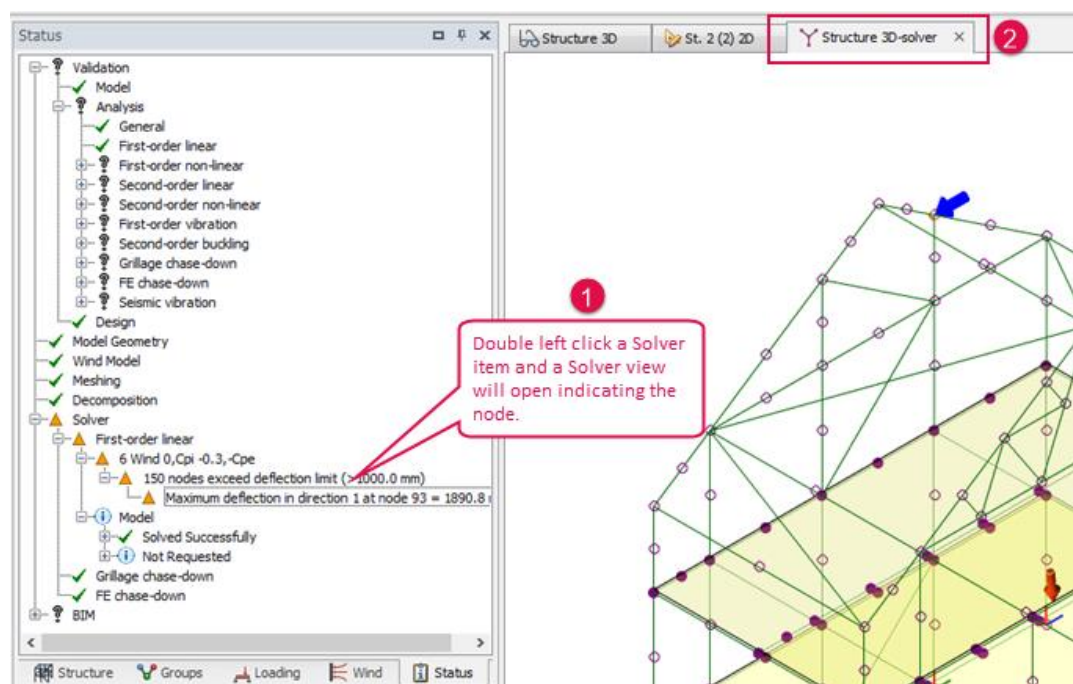 Status
Validation
Model
Analysis
General
First-order linear
First-order non-linear
Second-order linear
Second-order non-linear
First-order vibration
Second-order buckling
Grillage chase-down
FE chase-down
Seismic vibration
Design
Model Geometry
Wind Model
Meshing
Decomposition
Solver
First-order linear
6 Wind 0,Cpi -0.3,-Cpe
150 nodes exceed deflection limit (>1000.0 mm)
Maximum deflection in direction 1 at node 93 = 1890.8
Model
Solved Successfully
Not Requested
Grillage chase-down
FE chase-down
BIM
Structure Groups Loading Wind Status
Structure 3D St. 2 (2) 2D Structure 3D-solver
2
1
Double left click a Solver
item and a Solver view
will open indicating the
node.